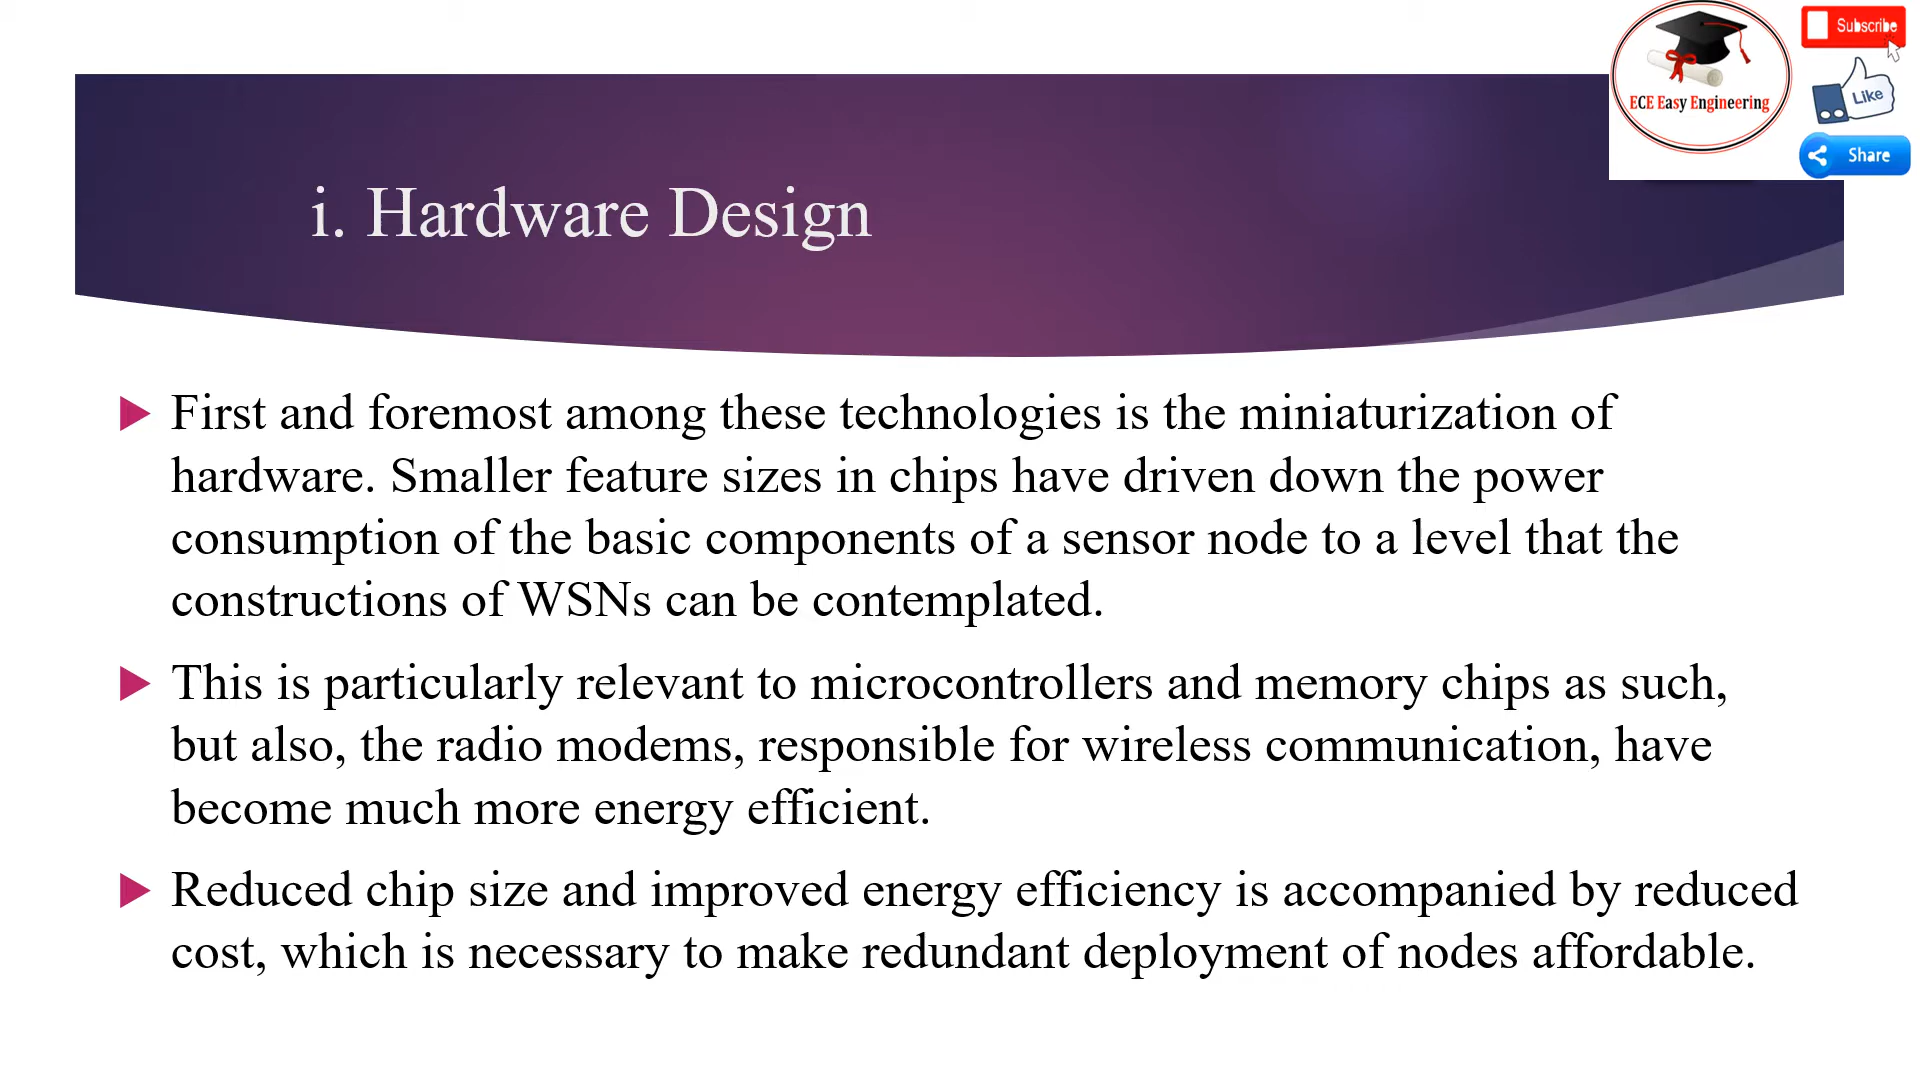 Subscribe
ECE Easy Engineering
Like
Share
i. Hardware Design
First and foremost among these technologies is the miniaturization of
hardware. Smaller feature sizes in chips have driven down the power
consumption of the basic components of a sensor node to a level that the
constructions of WSNs can be contemplated.
This is particularly relevant to microcontrollers and memory chips as such,
but also, the radio modems, responsible for wireless communication, have
become much more energy efficient.
Reduced chip size and improved energy efficiency is accompanied by reduced
cost, which is necessary to make redundant deployment of nodes affordable.